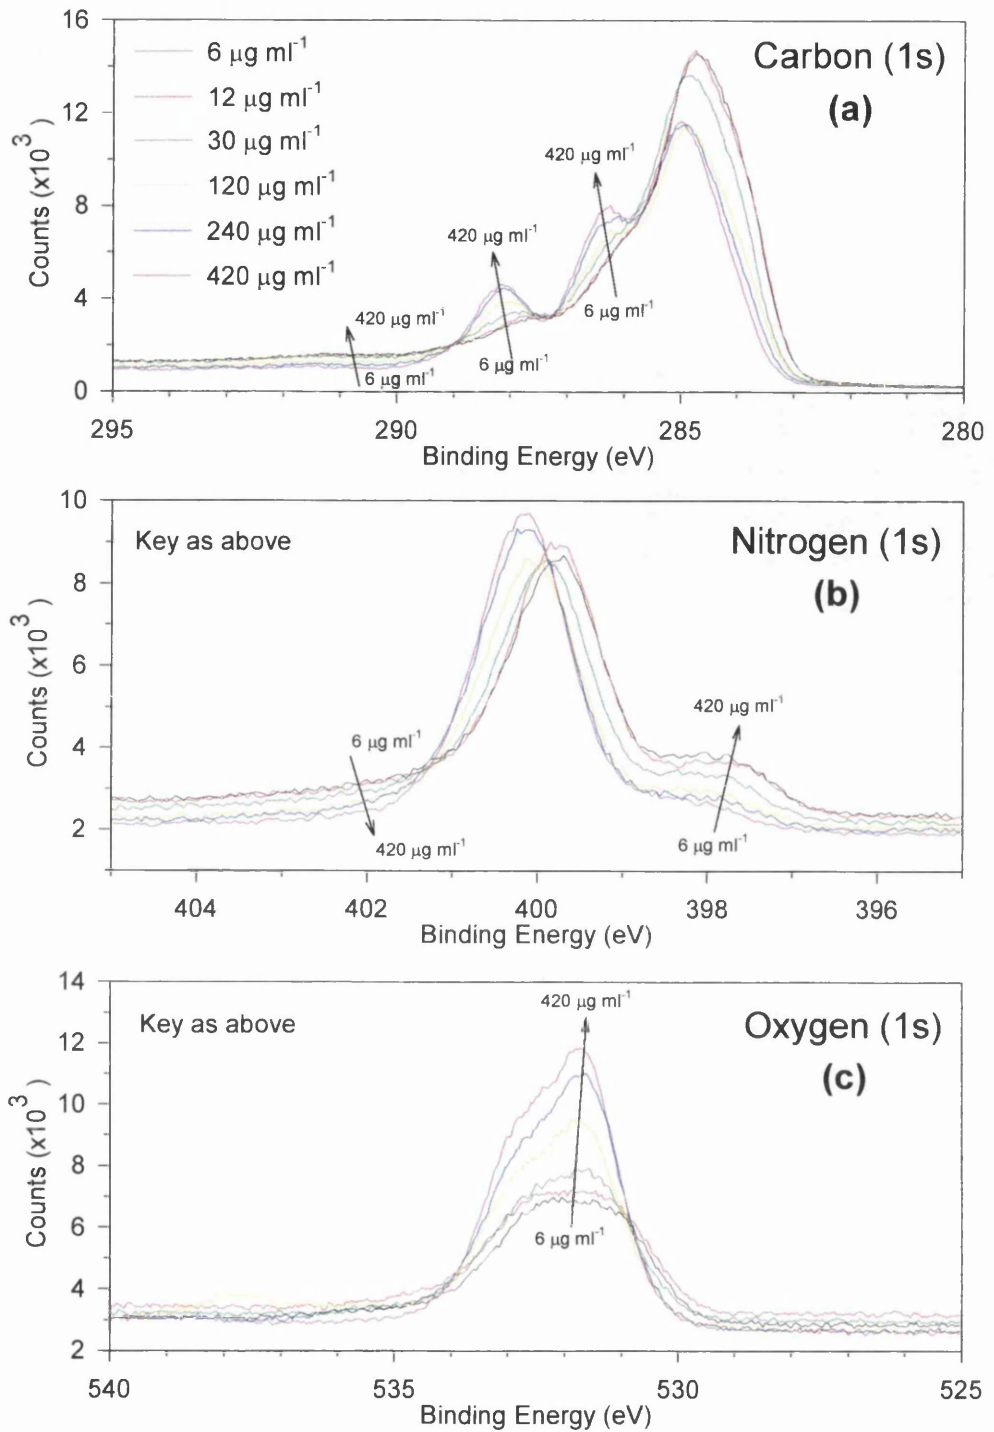 16
12
8
4
0
Counts (x10³)
6 µg ml⁻¹
12 µg ml⁻¹
30 µg ml⁻¹
120 µg ml⁻¹
240 µg ml⁻¹
420 µg ml⁻¹
Carbon (1s)
(a)
420 µg ml⁻¹
6 µg ml⁻¹
420 µg ml⁻¹
6 µg ml⁻¹
420 µg ml⁻¹
6 µg ml⁻¹
295 290 285 280
Binding Energy (eV)
10
8
6
4
2
Counts (x10³)
Key as above
Nitrogen (1s)
(b)
6 µg ml⁻¹
420 µg ml⁻¹
420 µg ml⁻¹
6 µg ml⁻¹
404 402 400 398 396
Binding Energy (eV)
14
12
10
8
6
4
2
Counts (x10³)
Key as above
420 µg ml⁻¹
Oxygen (1s)
(c)
6 µg ml⁻¹
540 535 530 525
Binding Energy (eV)